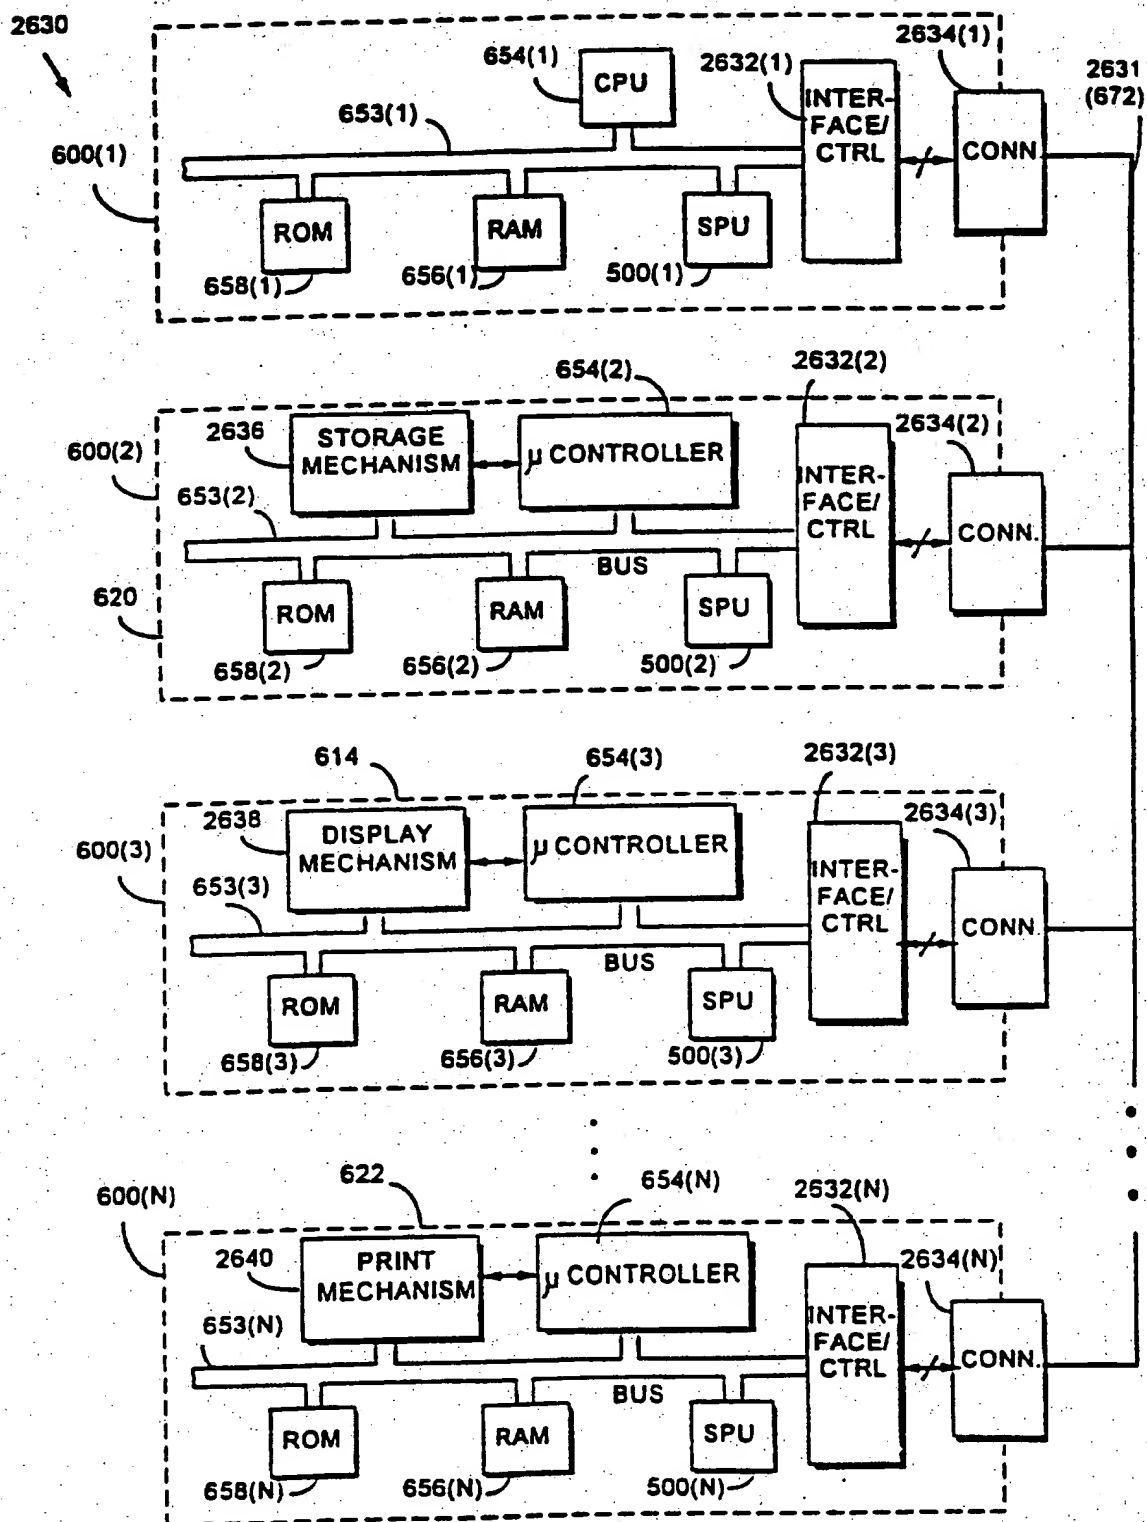 2630
2634(1)
654(1)
CPU
2632(1)
2631
(672)
INTER-
FACE/
CTRL
653(1)
600(1)
CONN.
ROM
RAM
SPU
658(1)
656(1)
500(1)
654(2)
2632(2)
2636
STORAGE
MECHANISM
μ CONTROLLER
2634(2)
600(2)
653(2)
INTER-
FACE/
CTRL
CONN.
BUS
620
ROM
RAM
SPU
658(2)
656(2)
500(2)
614
654(3)
2632(3)
2638
DISPLAY
MECHANISM
μ CONTROLLER
2634(3)
600(3)
653(3)
INTER-
FACE/
CTRL
CONN.
BUS
ROM
RAM
SPU
658(3)
656(3)
500(3)
622
654(N)
2632(N)
600(N)
2640
PRINT
MECHANISM
μ CONTROLLER
2634(N)
653(N)
INTER-
FACE/
CTRL
CONN.
BUS
ROM
RAM
SPU
658(N)
656(N)
500(N)